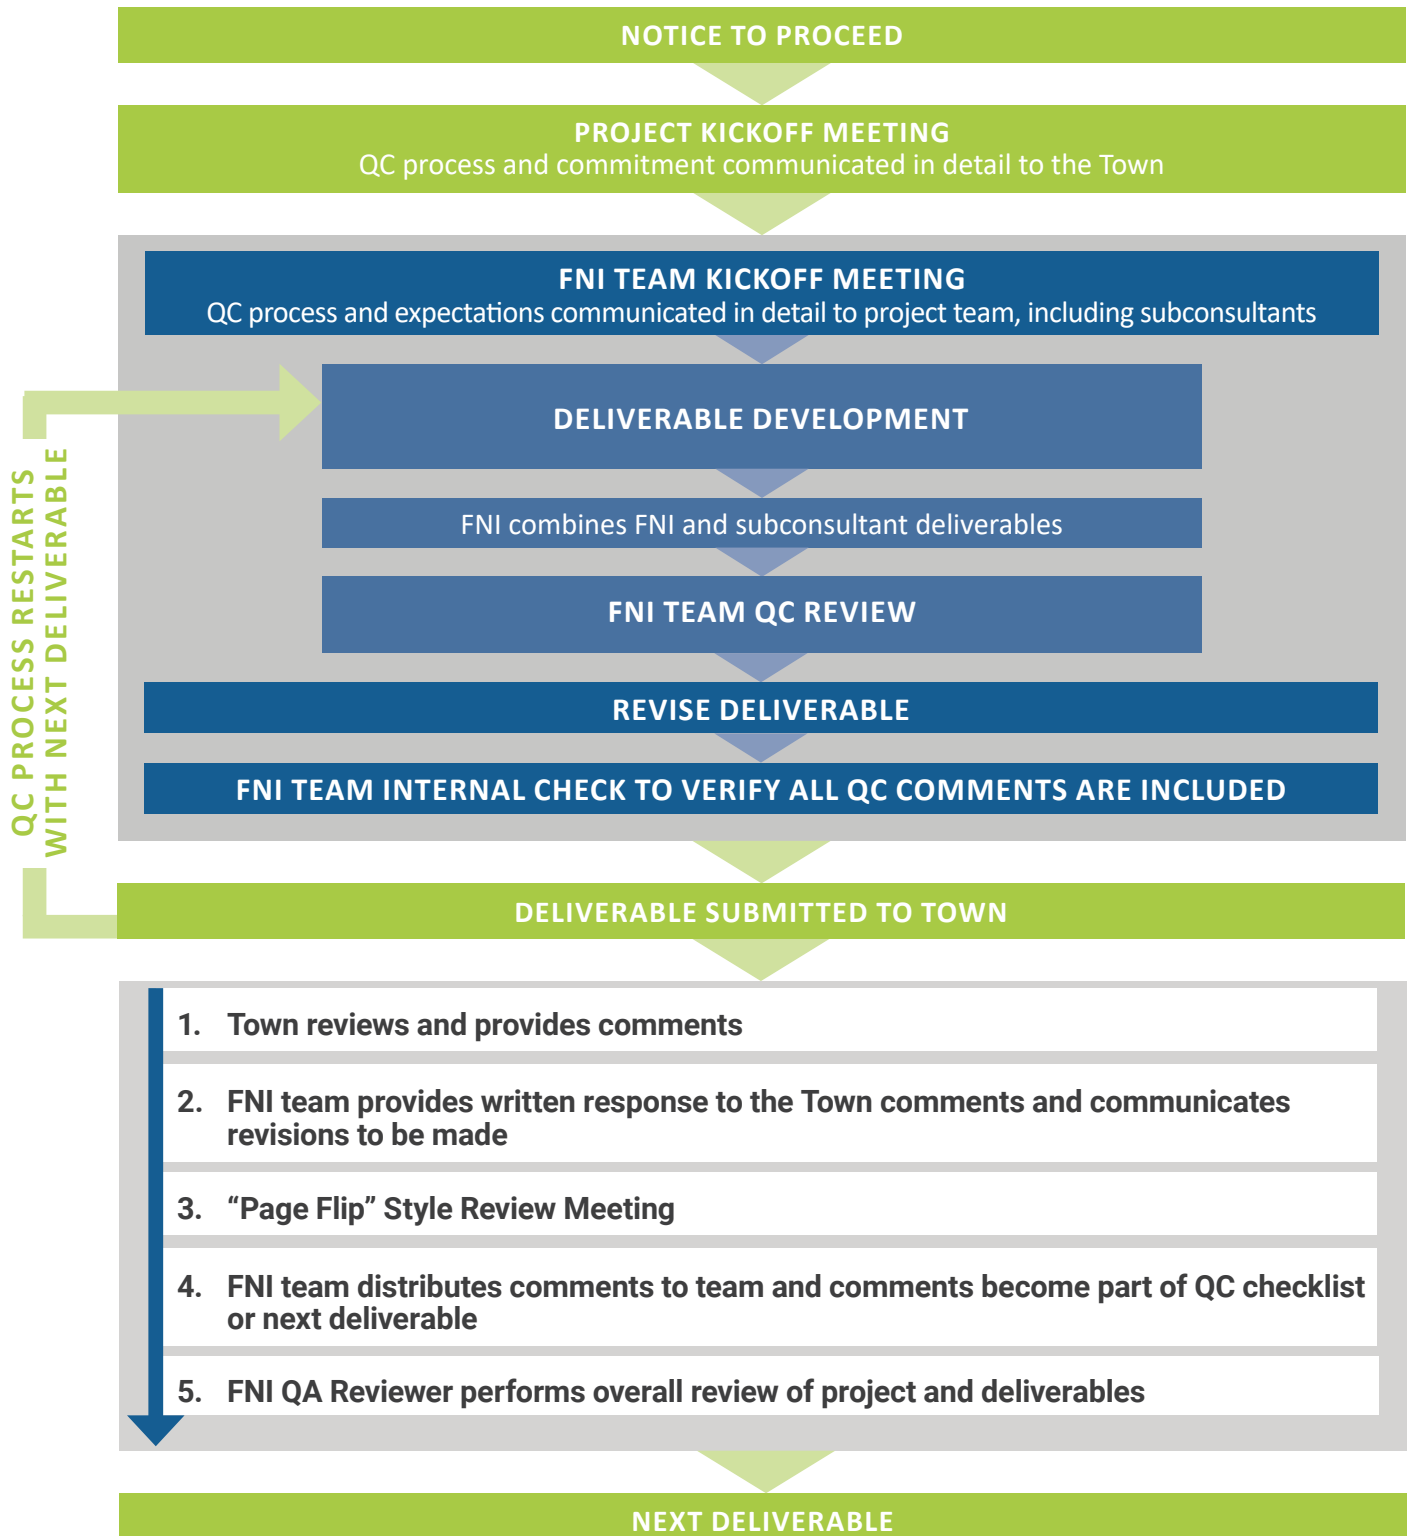 NOTICE TO PROCEED
PROJECT KICKOFF MEETING
QC process and commitment communicated in detail to the Town
FNI TEAM KICKOFF MEETING
QC process and expectations communicated in detail to project team, including subconsultants
DELIVERABLE DEVELOPMENT
FNI combines FNI and subconsultant deliverables
FNI TEAM QC REVIEW
REVISE DELIVERABLE
FNI TEAM INTERNAL CHECK TO VERIFY ALL QC COMMENTS ARE INCLUDED
QC PROCESS RESTARTS
WITH NEXT DELIVERABLE
DELIVERABLE SUBMITTED TO TOWN
1. Town reviews and provides comments
2. FNI team provides written response to the Town comments and communicates
revisions to be made
3. “Page Flip” Style Review Meeting
4. FNI team distributes comments to team and comments become part of QC checklist
or next deliverable
5. FNI QA Reviewer performs overall review of project and deliverables
NEXT DELIVERABLE